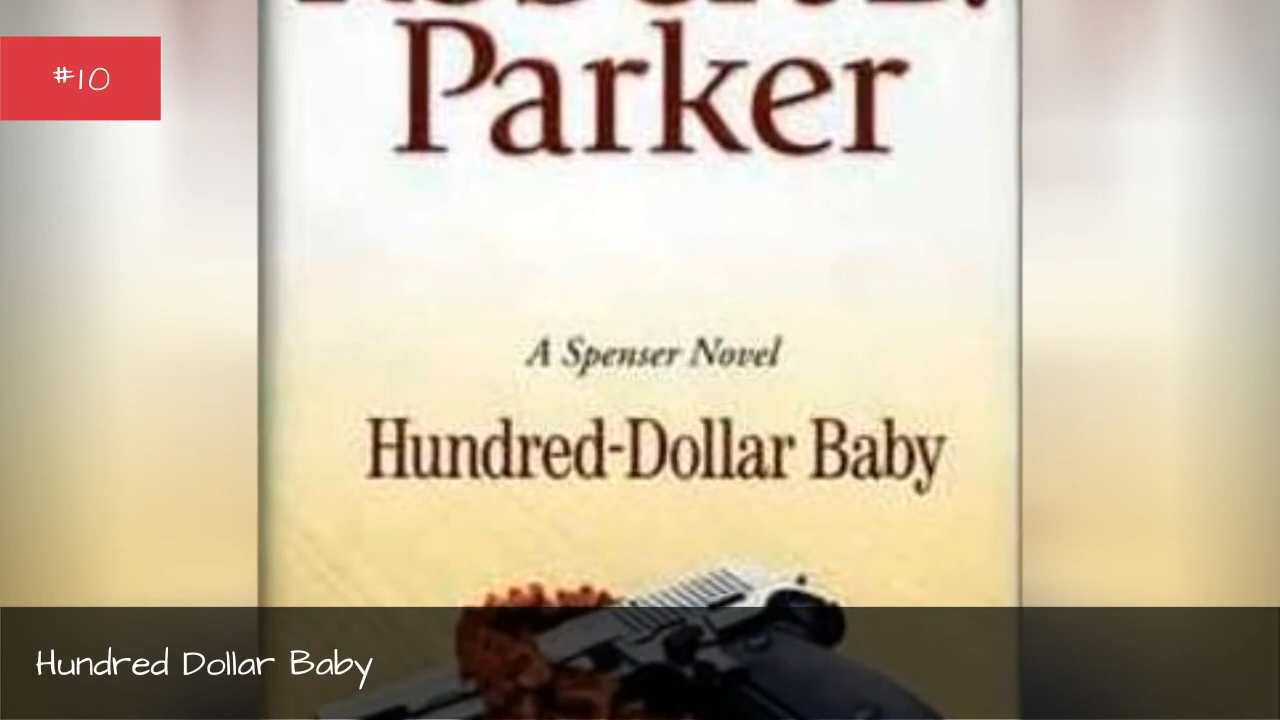 #10
Parker
A Spenser Novel
Hundred-Dollar Baby
Hundred Dollar Baby